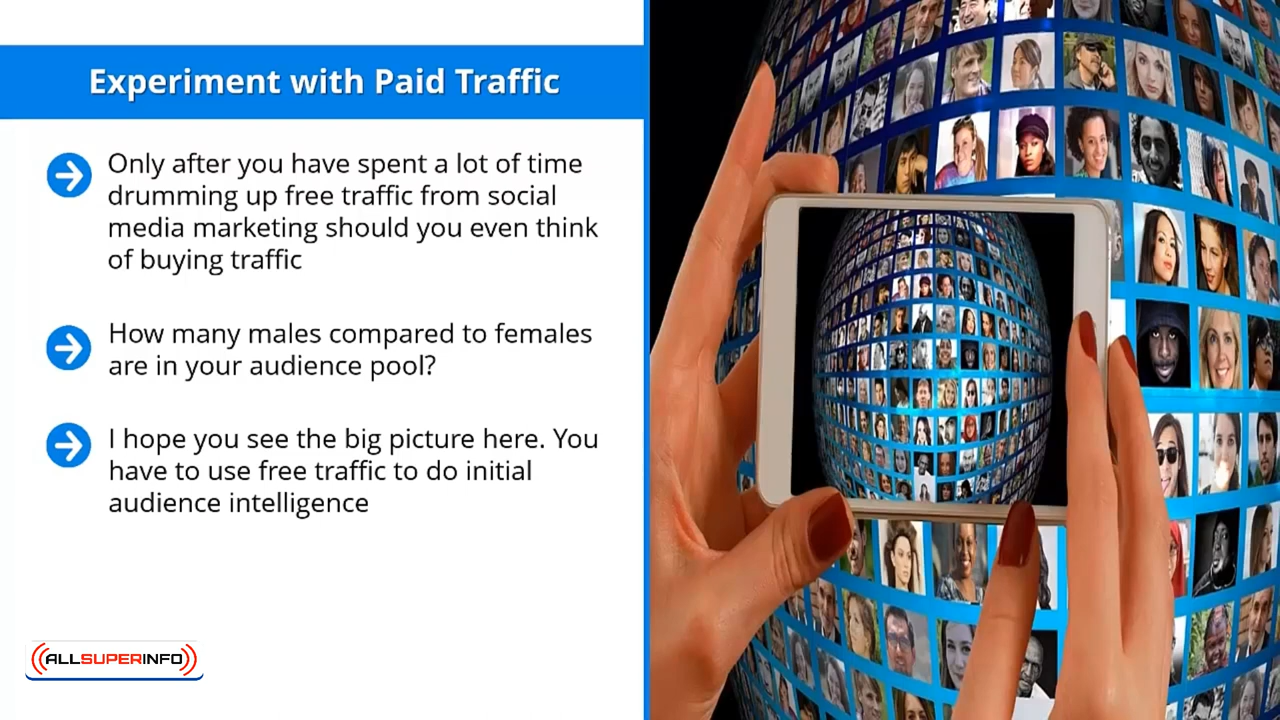 Experiment with Paid Traffic
Only after you have spent a lot of time
drumming up free traffic from social
media marketing should you even think
of buying traffic
How many males compared to females
are in your audience pool?
I hope you see the big picture here. You
have to use free traffic to do initial
audience intelligence
ALLSUPERINFO